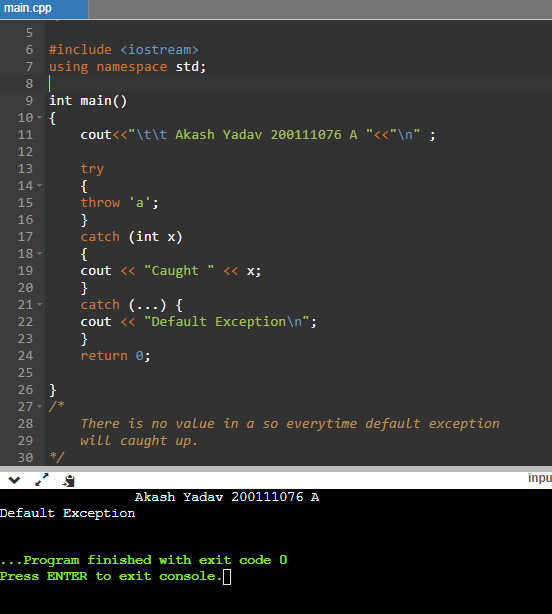 main.cpp
5
6 #include <iostream>
7 using namespace std;
8
9 int main()
10 {
11 cout<<"\t\t Akash Yadav 200111076 A "<<"\n" ;
12
13 try
14 {
15 throw 'a';
16 }
17 catch (int x)
18 {
19 cout << "Caught " << x;
20 }
21 catch (...) {
22 cout << "Default Exception\n";
23 }
24 return 0;
25
26 }
27 /*
28 There is no value in a so everytime default exception
29 will caught up.
30 */
inpu
Akash Yadav 200111076 A
Default Exception
...Program finished with exit code 0
Press ENTER to exit console.